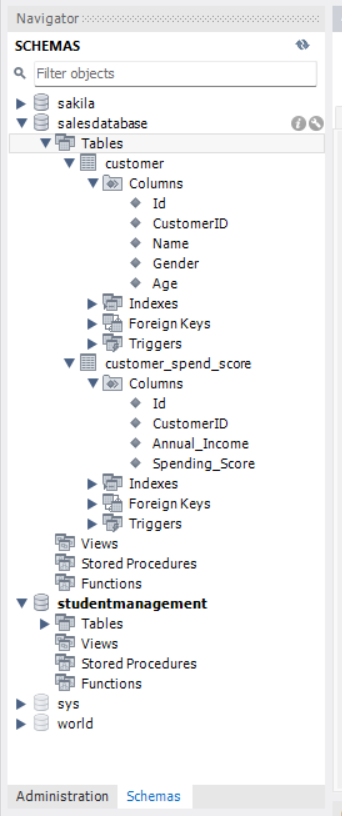 Navigator
SCHEMAS
Filter objects
sakila
salesdatabase
Tables
customer
Columns
Id
CustomerID
Name
Gender
Age
Indexes
Foreign Keys
Triggers
customer_spend_score
Columns
Id
CustomerID
Annual_Income
Spending_Score
Indexes
Foreign Keys
Triggers
Views
Stored Procedures
Functions
studentmanagement
Tables
Views
Stored Procedures
Functions
sys
world
Administration Schemas